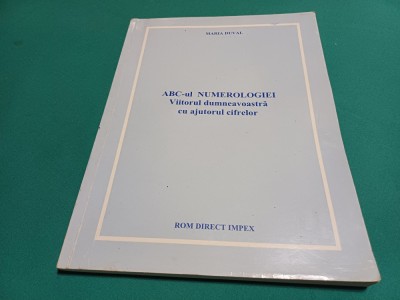 MARIA DUVAL
ABC-ul NUMEROLOGIEI
Viitorul dumneavoastră
cu ajutorul cifrelor
ROM DIRECT IMPEX